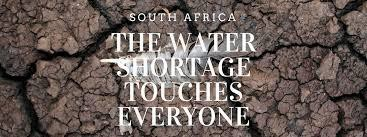 SOUTH AFRICA
THE WATER
SHORTAGE
TOUCHES
EVERYONE